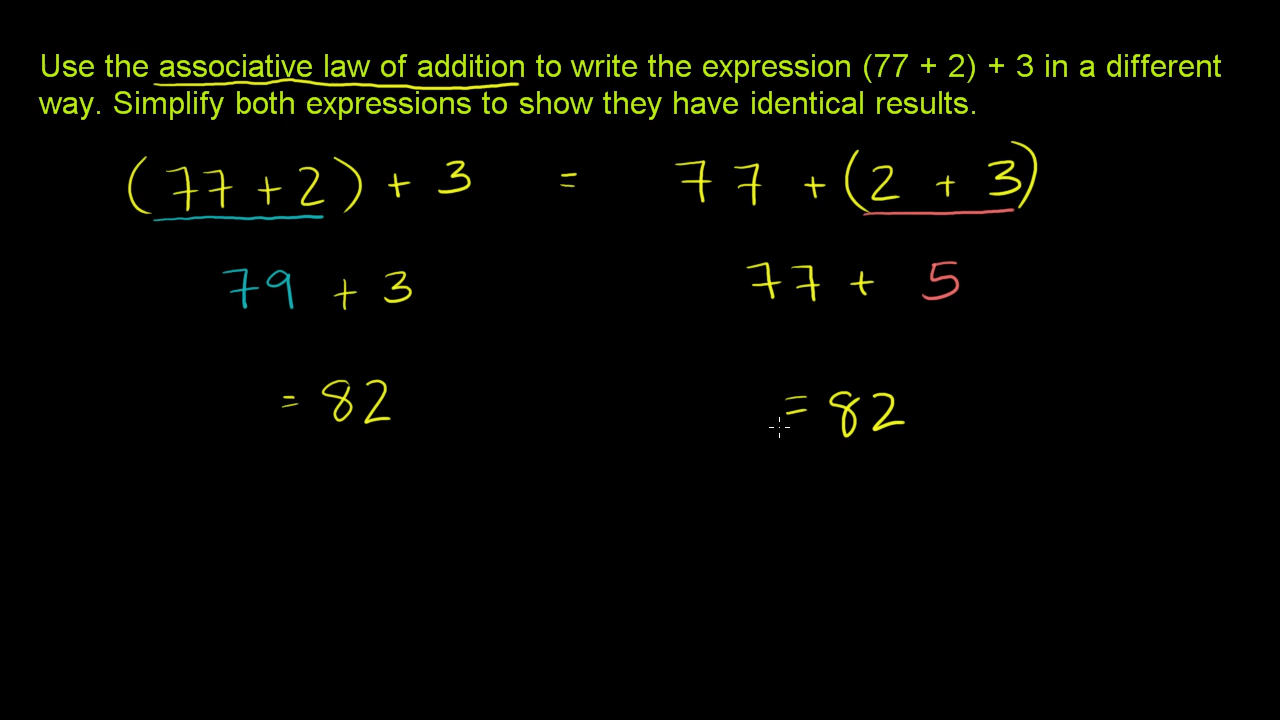 Use the associative law of addition to write the expression (77 + 2) + 3 in a different
way. Simplify both expressions to show they have identical results.
(77 + 2) + 3 = 77 + (2 + 3)
79 + 3 77 + 5
= 82 = 82